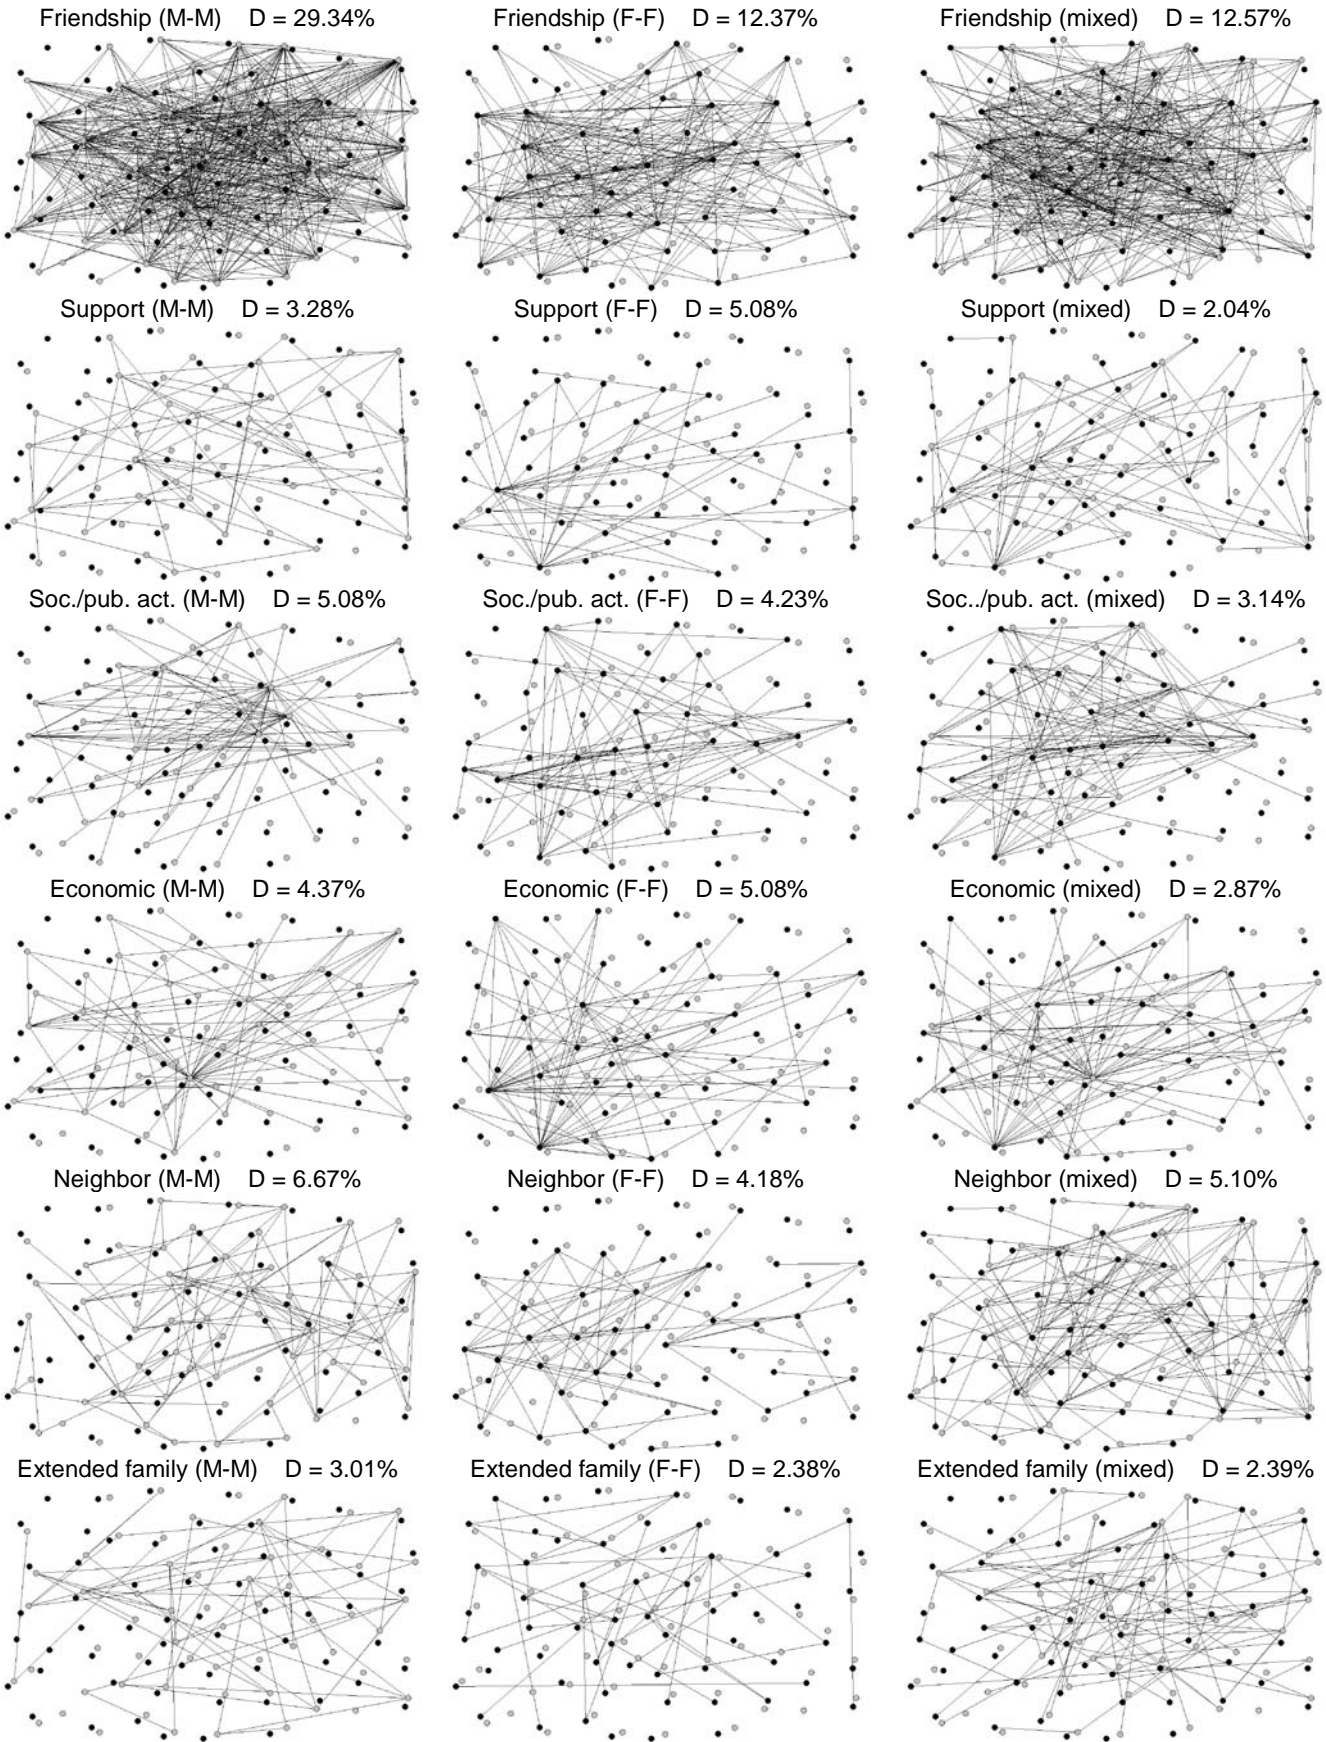 Friendship (M-M) D = 29.34%
Friendship (F-F) D = 12.37%
Friendship (mixed) D = 12.57%
Support (M-M) D = 3.28%
Support (F-F) D = 5.08%
Support (mixed) D = 2.04%
Soc./pub. act. (M-M) D = 5.08%
Soc./pub. act. (F-F) D = 4.23%
Soc../pub. act. (mixed) D = 3.14%
Economic (M-M) D = 4.37%
Economic (F-F) D = 5.08%
Economic (mixed) D = 2.87%
Neighbor (M-M) D = 6.67%
Neighbor (F-F) D = 4.18%
Neighbor (mixed) D = 5.10%
Extended family (M-M) D = 3.01%
Extended family (F-F) D = 2.38%
Extended family (mixed) D = 2.39%